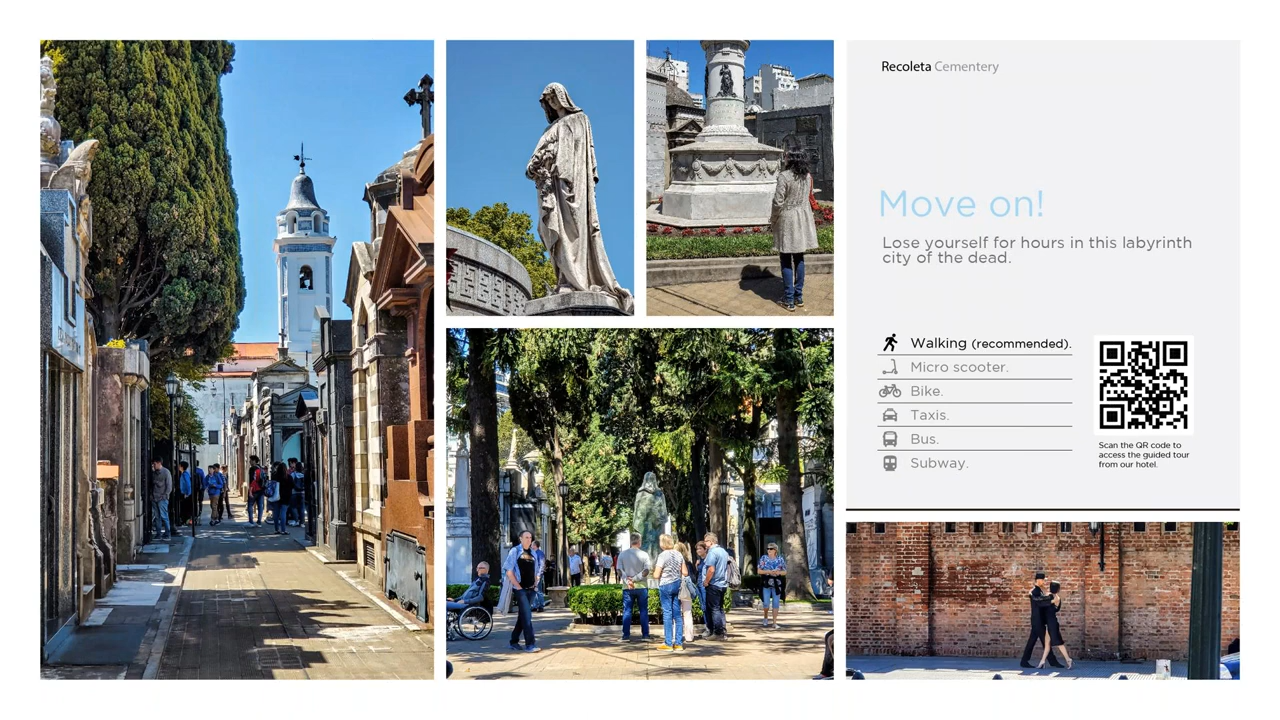 Recoleta Cementery
Move on!
Lose yourself for hours in this labyrinth
city of the dead.
Walking (recommended).
Micro scooter.
Bike.
Taxis.
Bus.
Subway.
Scan the QR code to
access the guided tour
from our hotel.